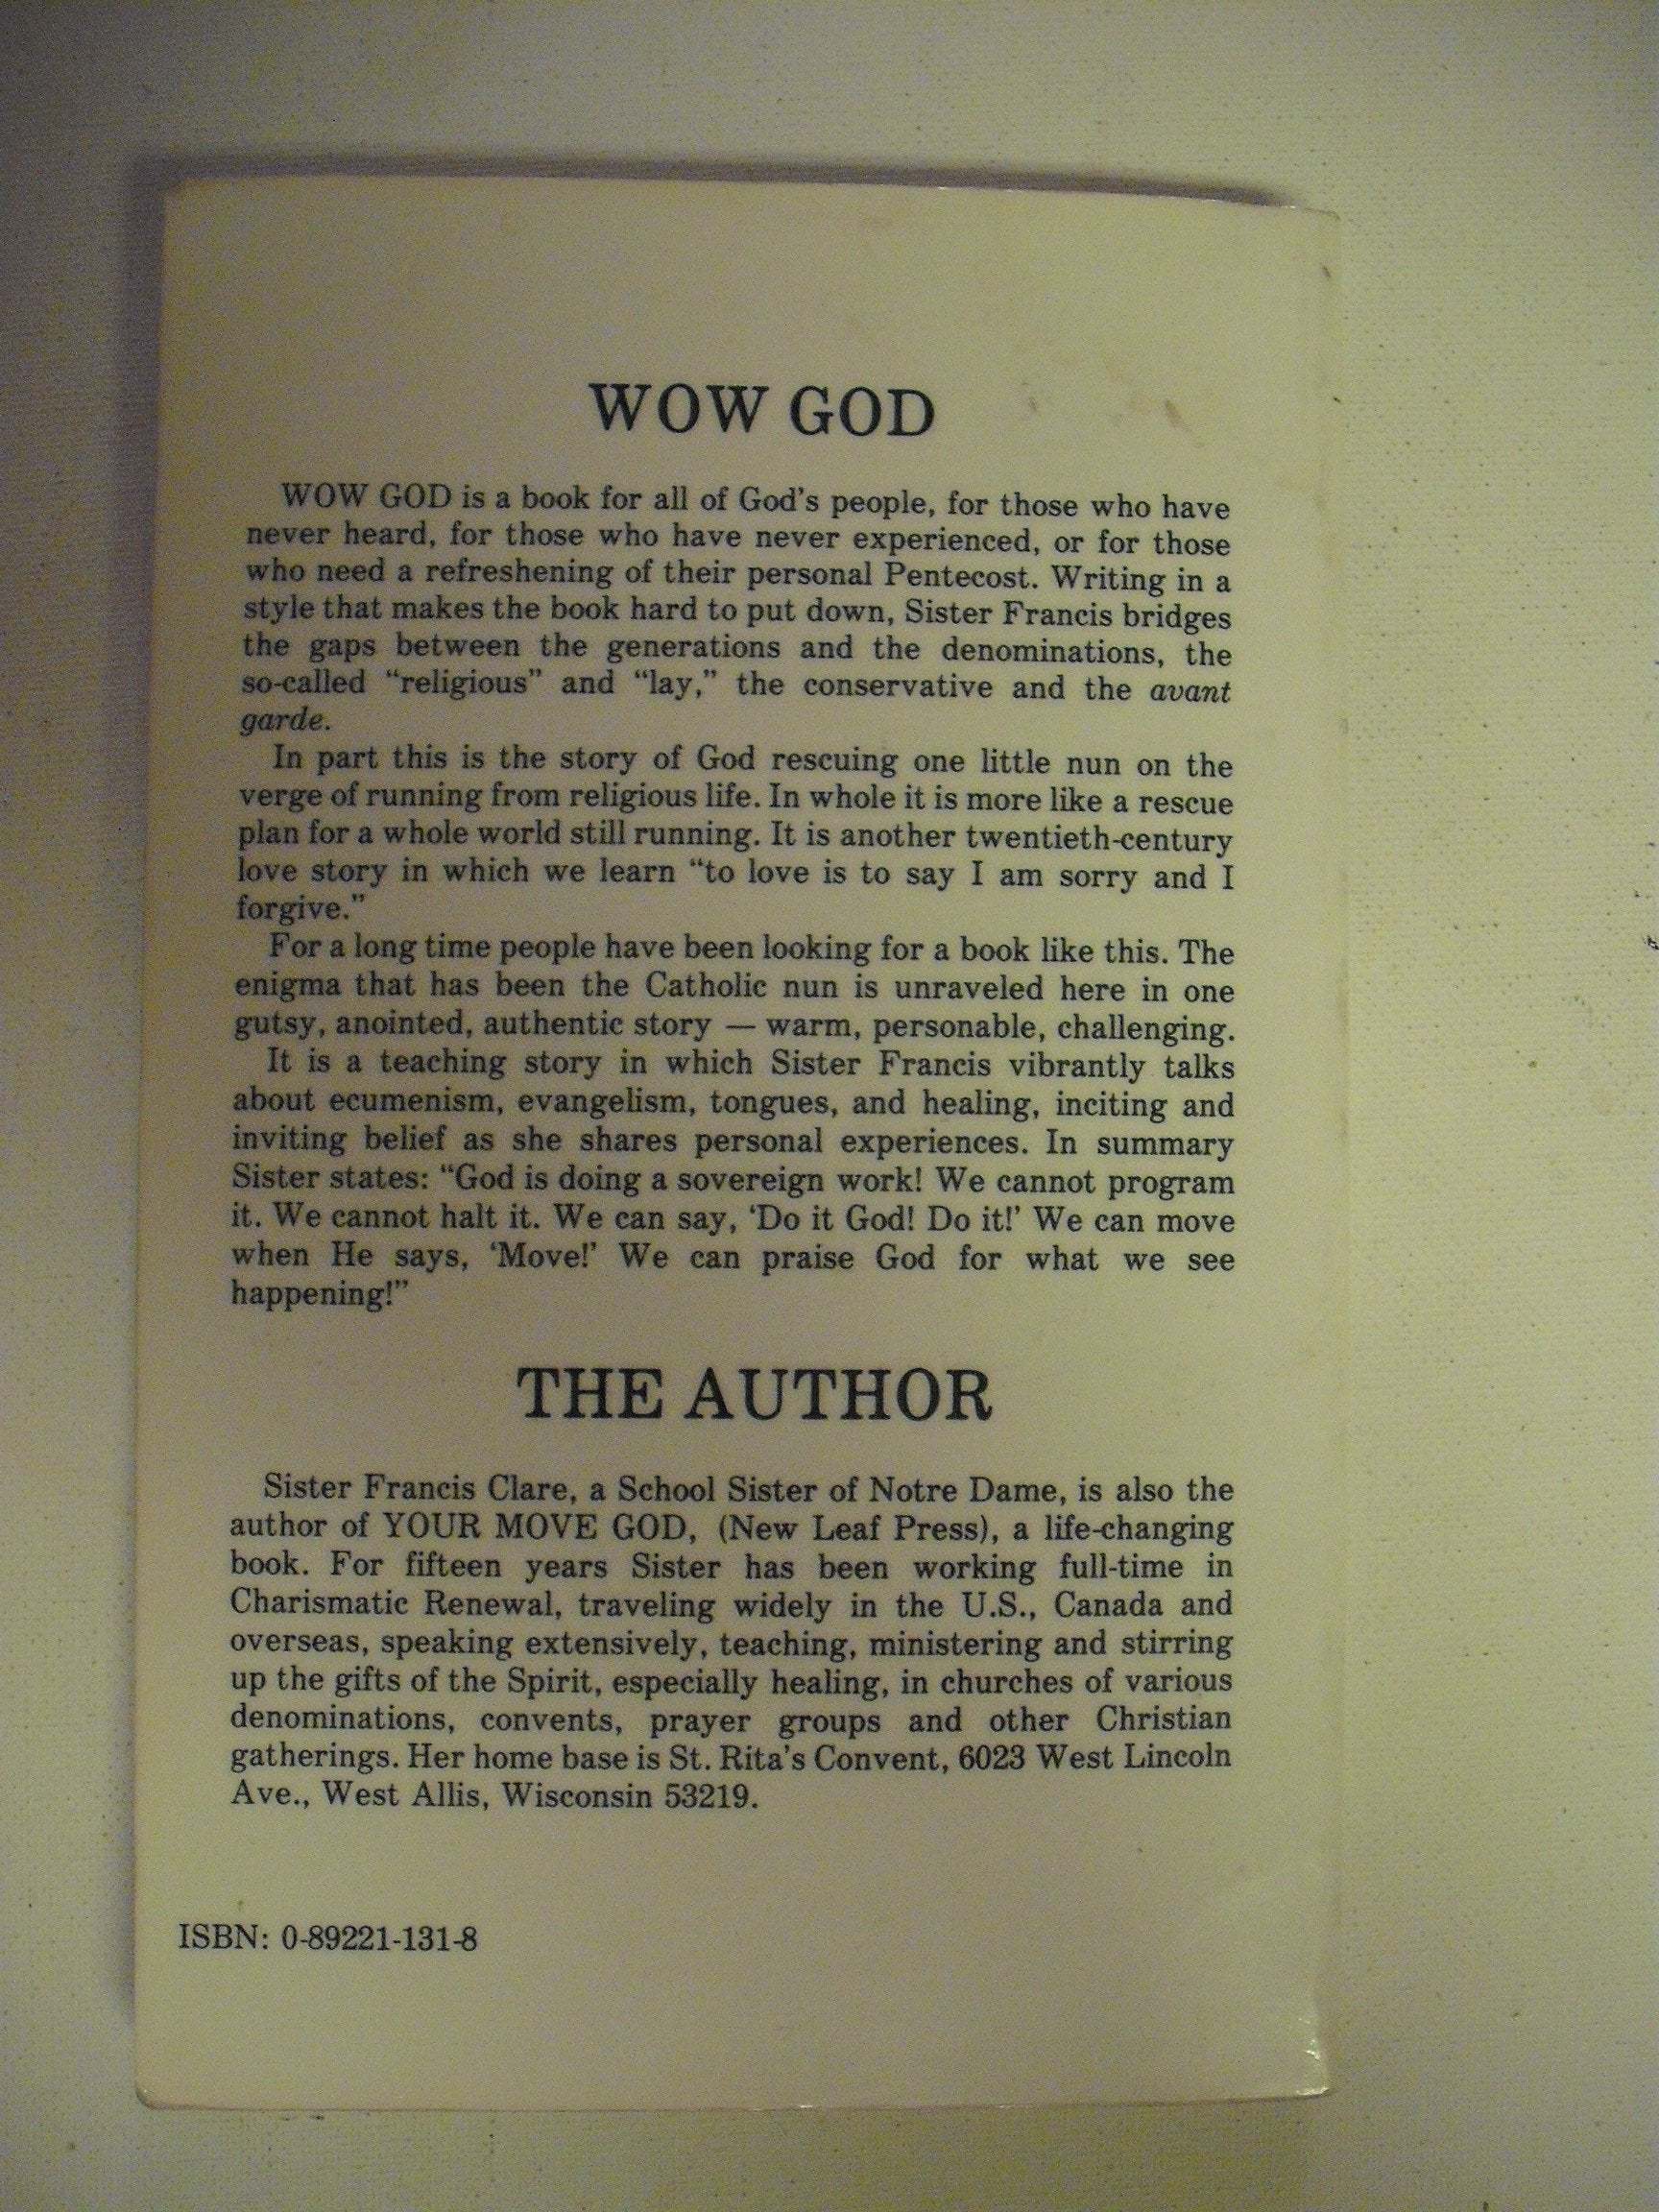 WOW GOD
WOW GOD is a book for all of God's people, for those who have
never heard, for those who have never experienced, or for those
who need a refreshening of their personal Pentecost. Writing in a
style that makes the book hard to put down, Sister Francis bridges
the gaps between the generations and the denominations, the
so-called “religious” and “lay,” the conservative and the avant
garde.
In part this is the story of God rescuing one little nun on the
verge of running from religious life. In whole it is more like a rescue
plan for a whole world still running. It is another twentieth-century
love story in which we learn “to love is to say I am sorry and I
forgive.”
For a long time people have been looking for a book like this. The
enigma that has been the Catholic nun is unraveled here in one
gutsy, anointed, authentic story — warm, personable, challenging.
It is a teaching story in which Sister Francis vibrantly talks
about ecumenism, evangelism, tongues, and healing, inciting and
inviting belief as she shares personal experiences. In summary
Sister states: “God is doing a sovereign work! We cannot program
it. We cannot halt it. We can say, ‘Do it God! Do it!’ We can move
when He says, ‘Move!’ We can praise God for what we see
happening!”
THE AUTHOR
Sister Francis Clare, a School Sister of Notre Dame, is also the
author of YOUR MOVE GOD, (New Leaf Press), a life-changing
book. For fifteen years Sister has been working full-time in
Charismatic Renewal, traveling widely in the U.S., Canada and
overseas, speaking extensively, teaching, ministering and stirring
up the gifts of the Spirit, especially healing, in churches of various
denominations, convents, prayer groups and other Christian
gatherings. Her home base is St. Rita's Convent, 6023 West Lincoln
Ave., West Allis, Wisconsin 53219.
ISBN: 0-89221-131-8